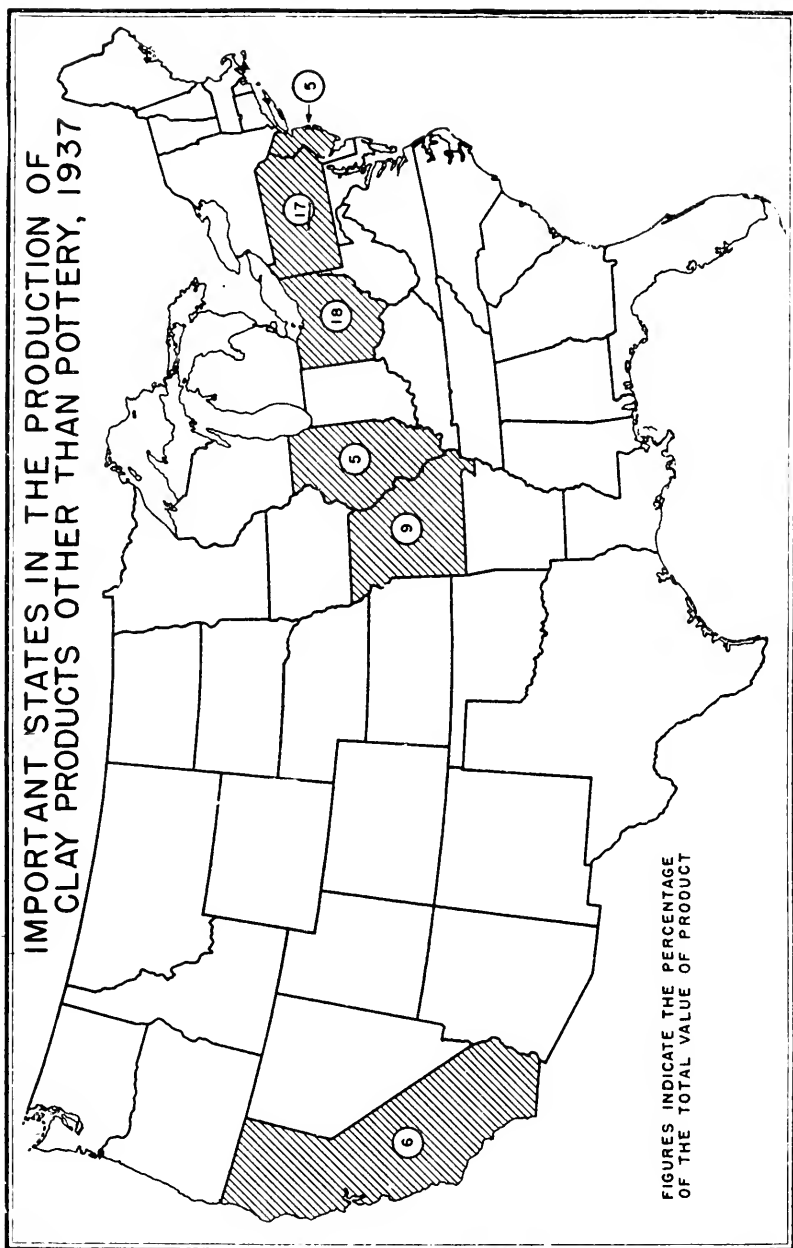 IMPORTANT STATES IN THE PRODUCTION OF
CLAY PRODUCTS OTHER THAN POTTERY, 1937
5
17
18
5
9
6
FIGURES INDICATE THE PERCENTAGE
OF THE TOTAL VALUE OF PRODUCT